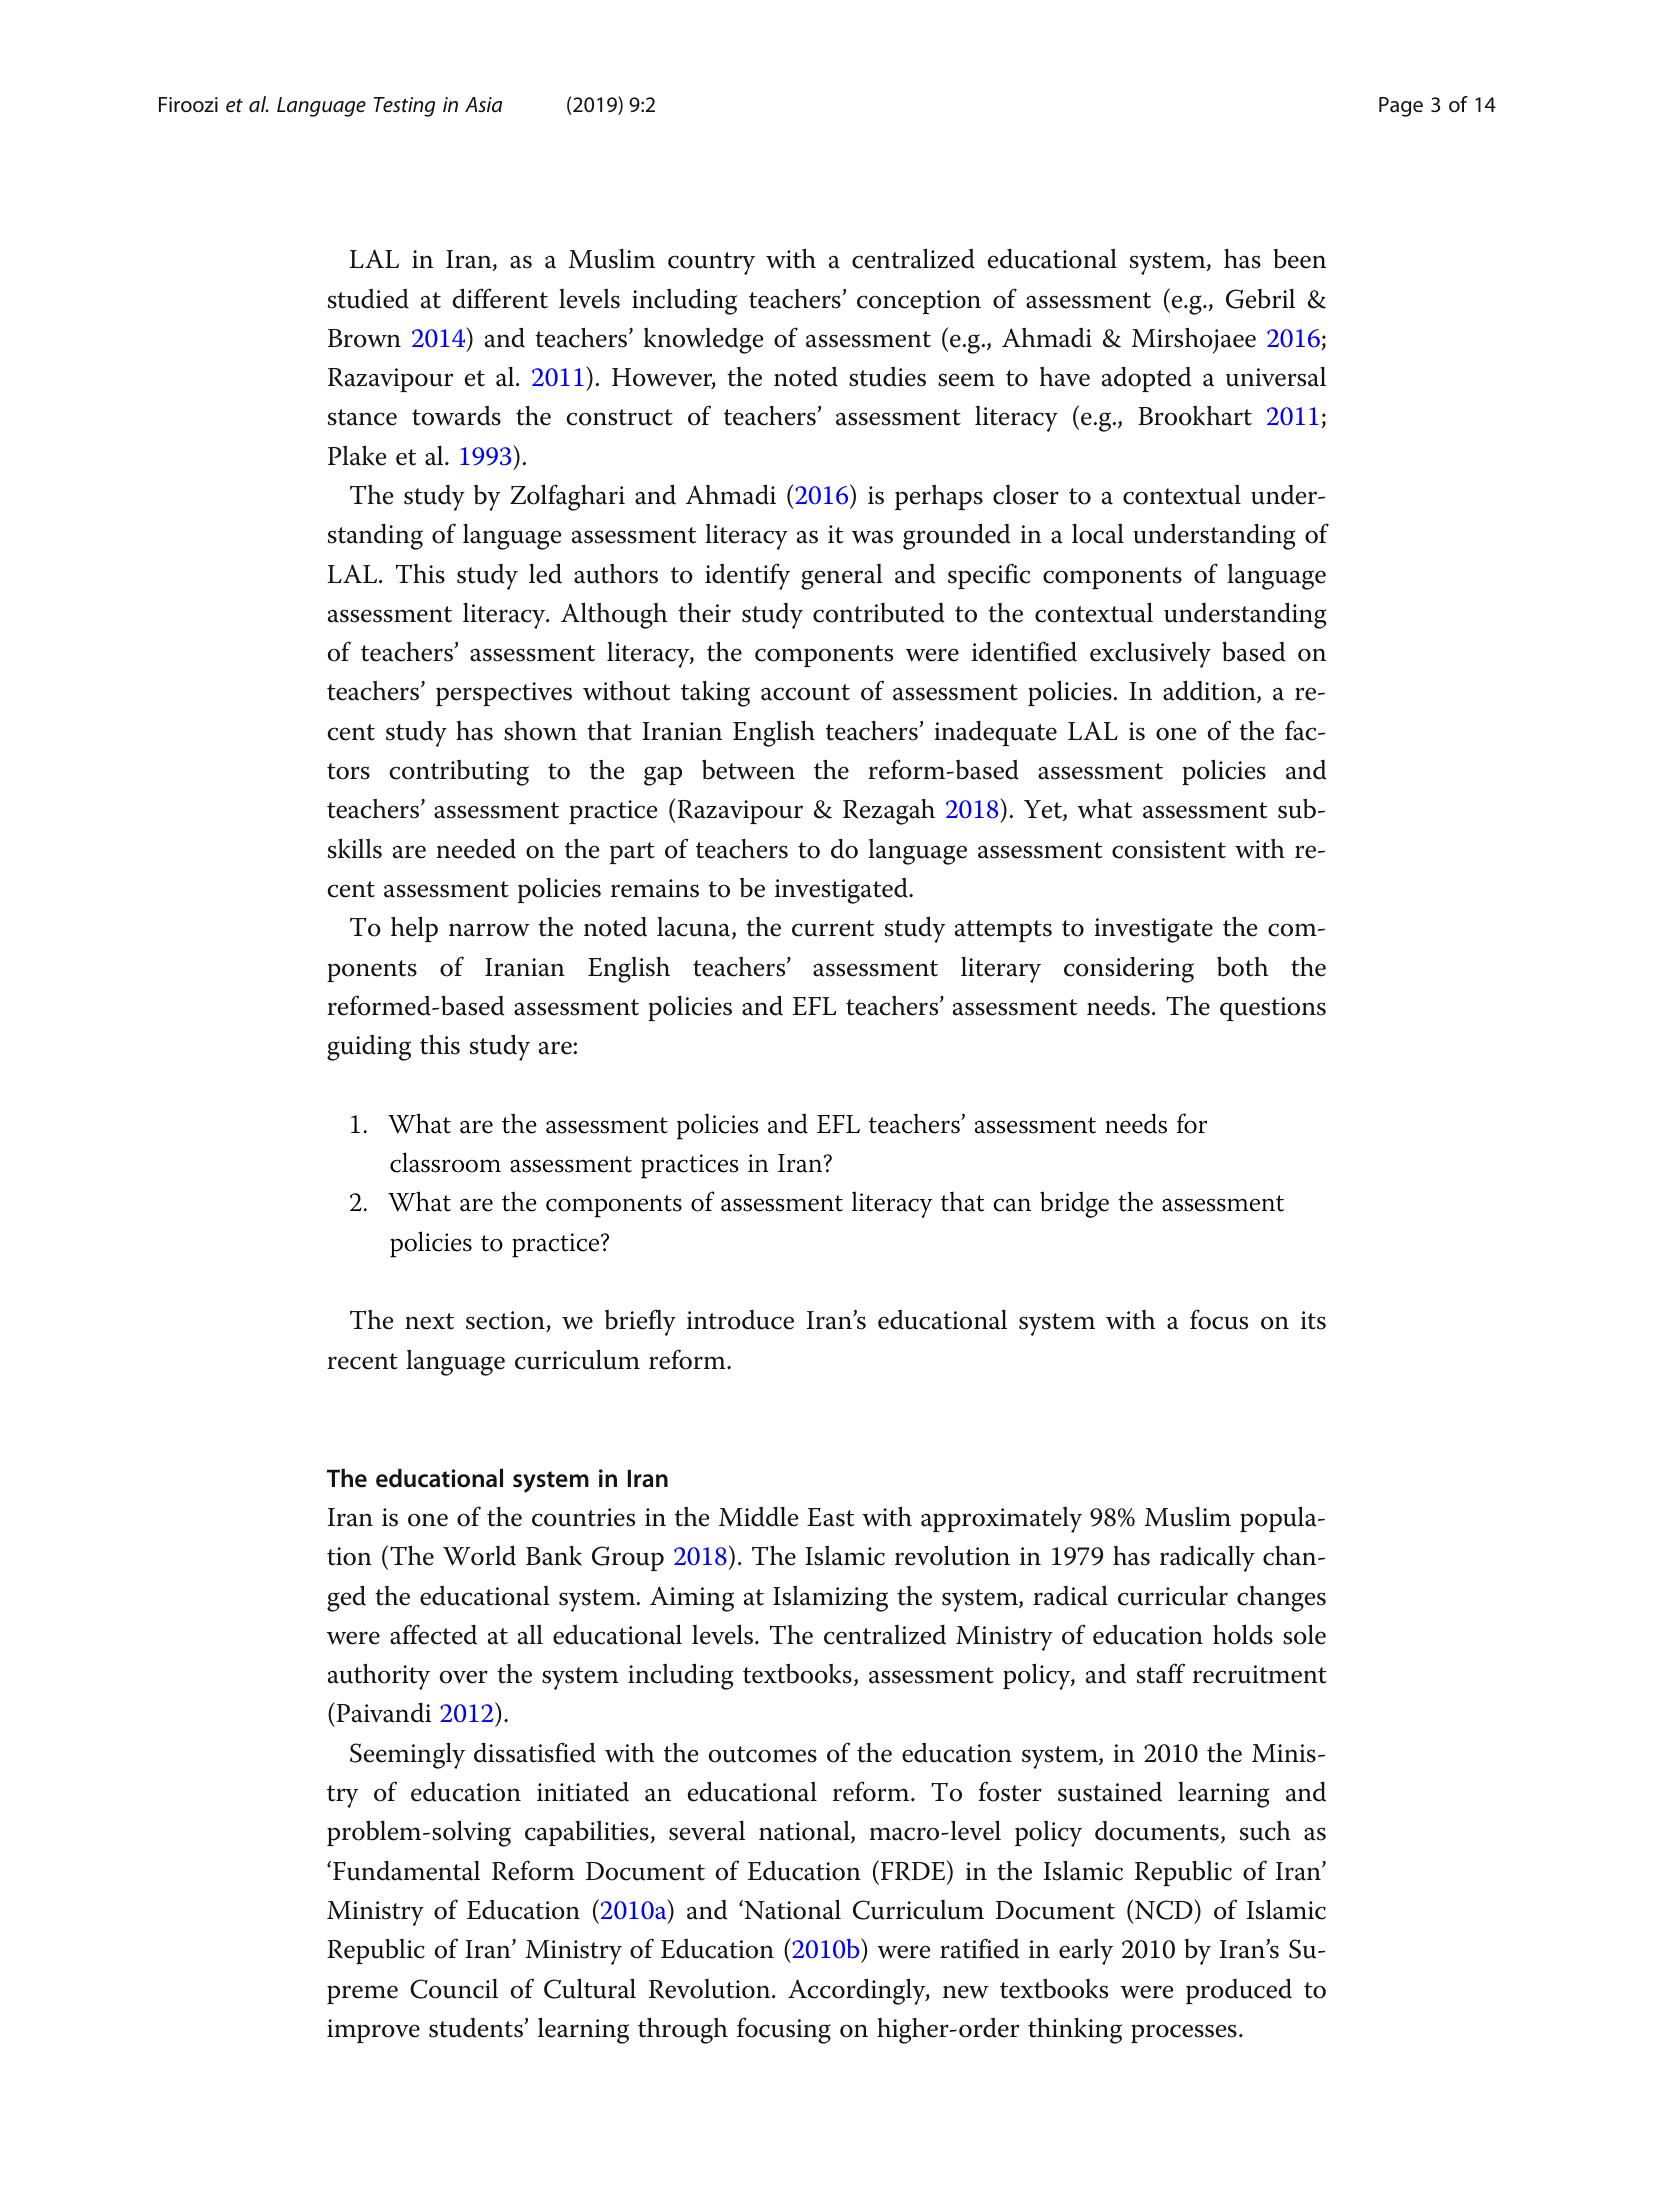 Firoozi et al. Language Testing in Asia (2019) 9:2 Page 3 of 14
LAL in Iran, as a Muslim country with a centralized educational system, has been
studied at different levels including teachers’ conception of assessment (e.g., Gebril &
Brown 2014) and teachers’ knowledge of assessment (e.g., Ahmadi & Mirshojaee 2016;
Razavipour et al. 2011). However, the noted studies seem to have adopted a universal
stance towards the construct of teachers’ assessment literacy (e.g., Brookhart 2011;
Plake et al. 1993).
The study by Zolfaghari and Ahmadi (2016) is perhaps closer to a contextual under-
standing of language assessment literacy as it was grounded in a local understanding of
LAL. This study led authors to identify general and specific components of language
assessment literacy. Although their study contributed to the contextual understanding
of teachers’ assessment literacy, the components were identified exclusively based on
teachers’ perspectives without taking account of assessment policies. In addition, a re-
cent study has shown that Iranian English teachers’ inadequate LAL is one of the fac-
tors contributing to the gap between the reform-based assessment policies and
teachers’ assessment practice (Razavipour & Rezagah 2018). Yet, what assessment sub-
skills are needed on the part of teachers to do language assessment consistent with re-
cent assessment policies remains to be investigated.
To help narrow the noted lacuna, the current study attempts to investigate the com-
ponents of Iranian English teachers’ assessment literary considering both the
reformed-based assessment policies and EFL teachers’ assessment needs. The questions
guiding this study are:
1. What are the assessment policies and EFL teachers’ assessment needs for
classroom assessment practices in Iran?
2. What are the components of assessment literacy that can bridge the assessment
policies to practice?
The next section, we briefly introduce Iran’s educational system with a focus on its
recent language curriculum reform.
The educational system in Iran
Iran is one of the countries in the Middle East with approximately 98% Muslim popula-
tion (The World Bank Group 2018). The Islamic revolution in 1979 has radically chan-
ged the educational system. Aiming at Islamizing the system, radical curricular changes
were affected at all educational levels. The centralized Ministry of education holds sole
authority over the system including textbooks, assessment policy, and staff recruitment
(Paivandi 2012).
Seemingly dissatisfied with the outcomes of the education system, in 2010 the Minis-
try of education initiated an educational reform. To foster sustained learning and
problem-solving capabilities, several national, macro-level policy documents, such as
‘Fundamental Reform Document of Education (FRDE) in the Islamic Republic of Iran’
Ministry of Education (2010a) and ‘National Curriculum Document (NCD) of Islamic
Republic of Iran’ Ministry of Education (2010b) were ratified in early 2010 by Iran’s Su-
preme Council of Cultural Revolution. Accordingly, new textbooks were produced to
improve students’ learning through focusing on higher-order thinking processes.